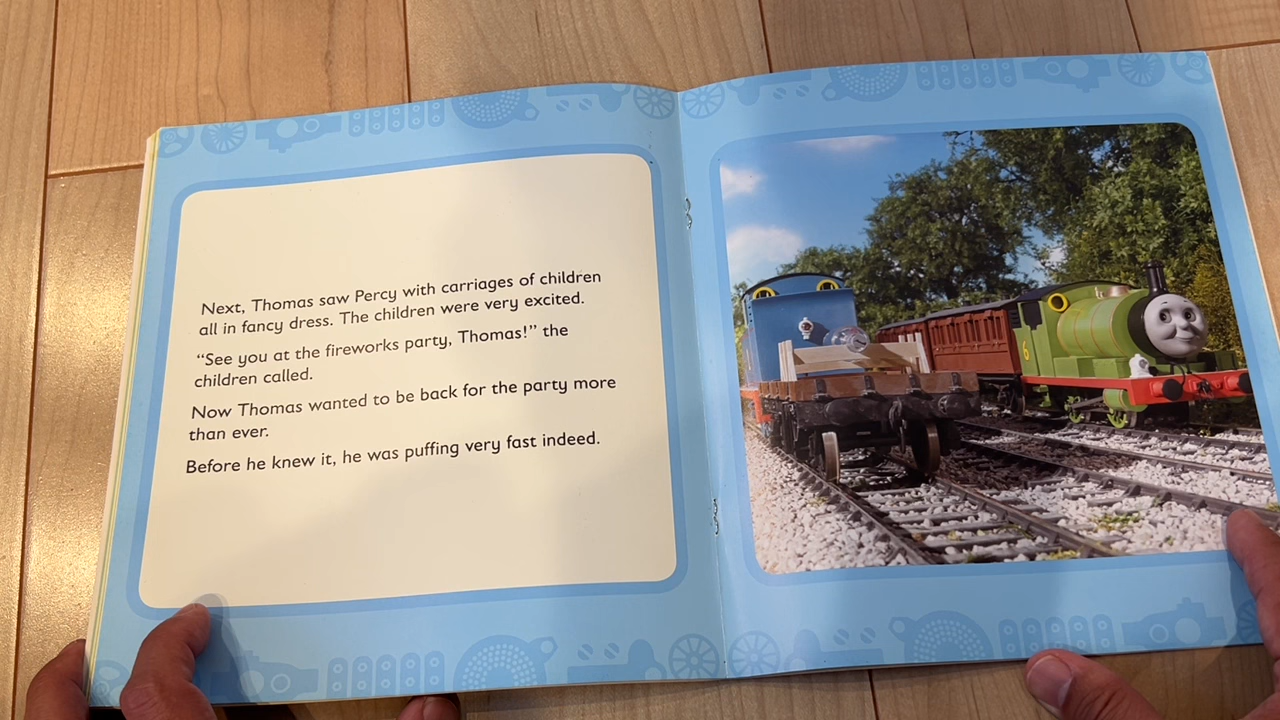 Next, Thomas saw Percy with carriages of children
all in fancy dress. The children were very excited.
“See you at the fireworks party, Thomas!” the
children called.
Now Thomas wanted to be back for the party more
than ever.
Before he knew it, he was puffing very fast indeed.
6